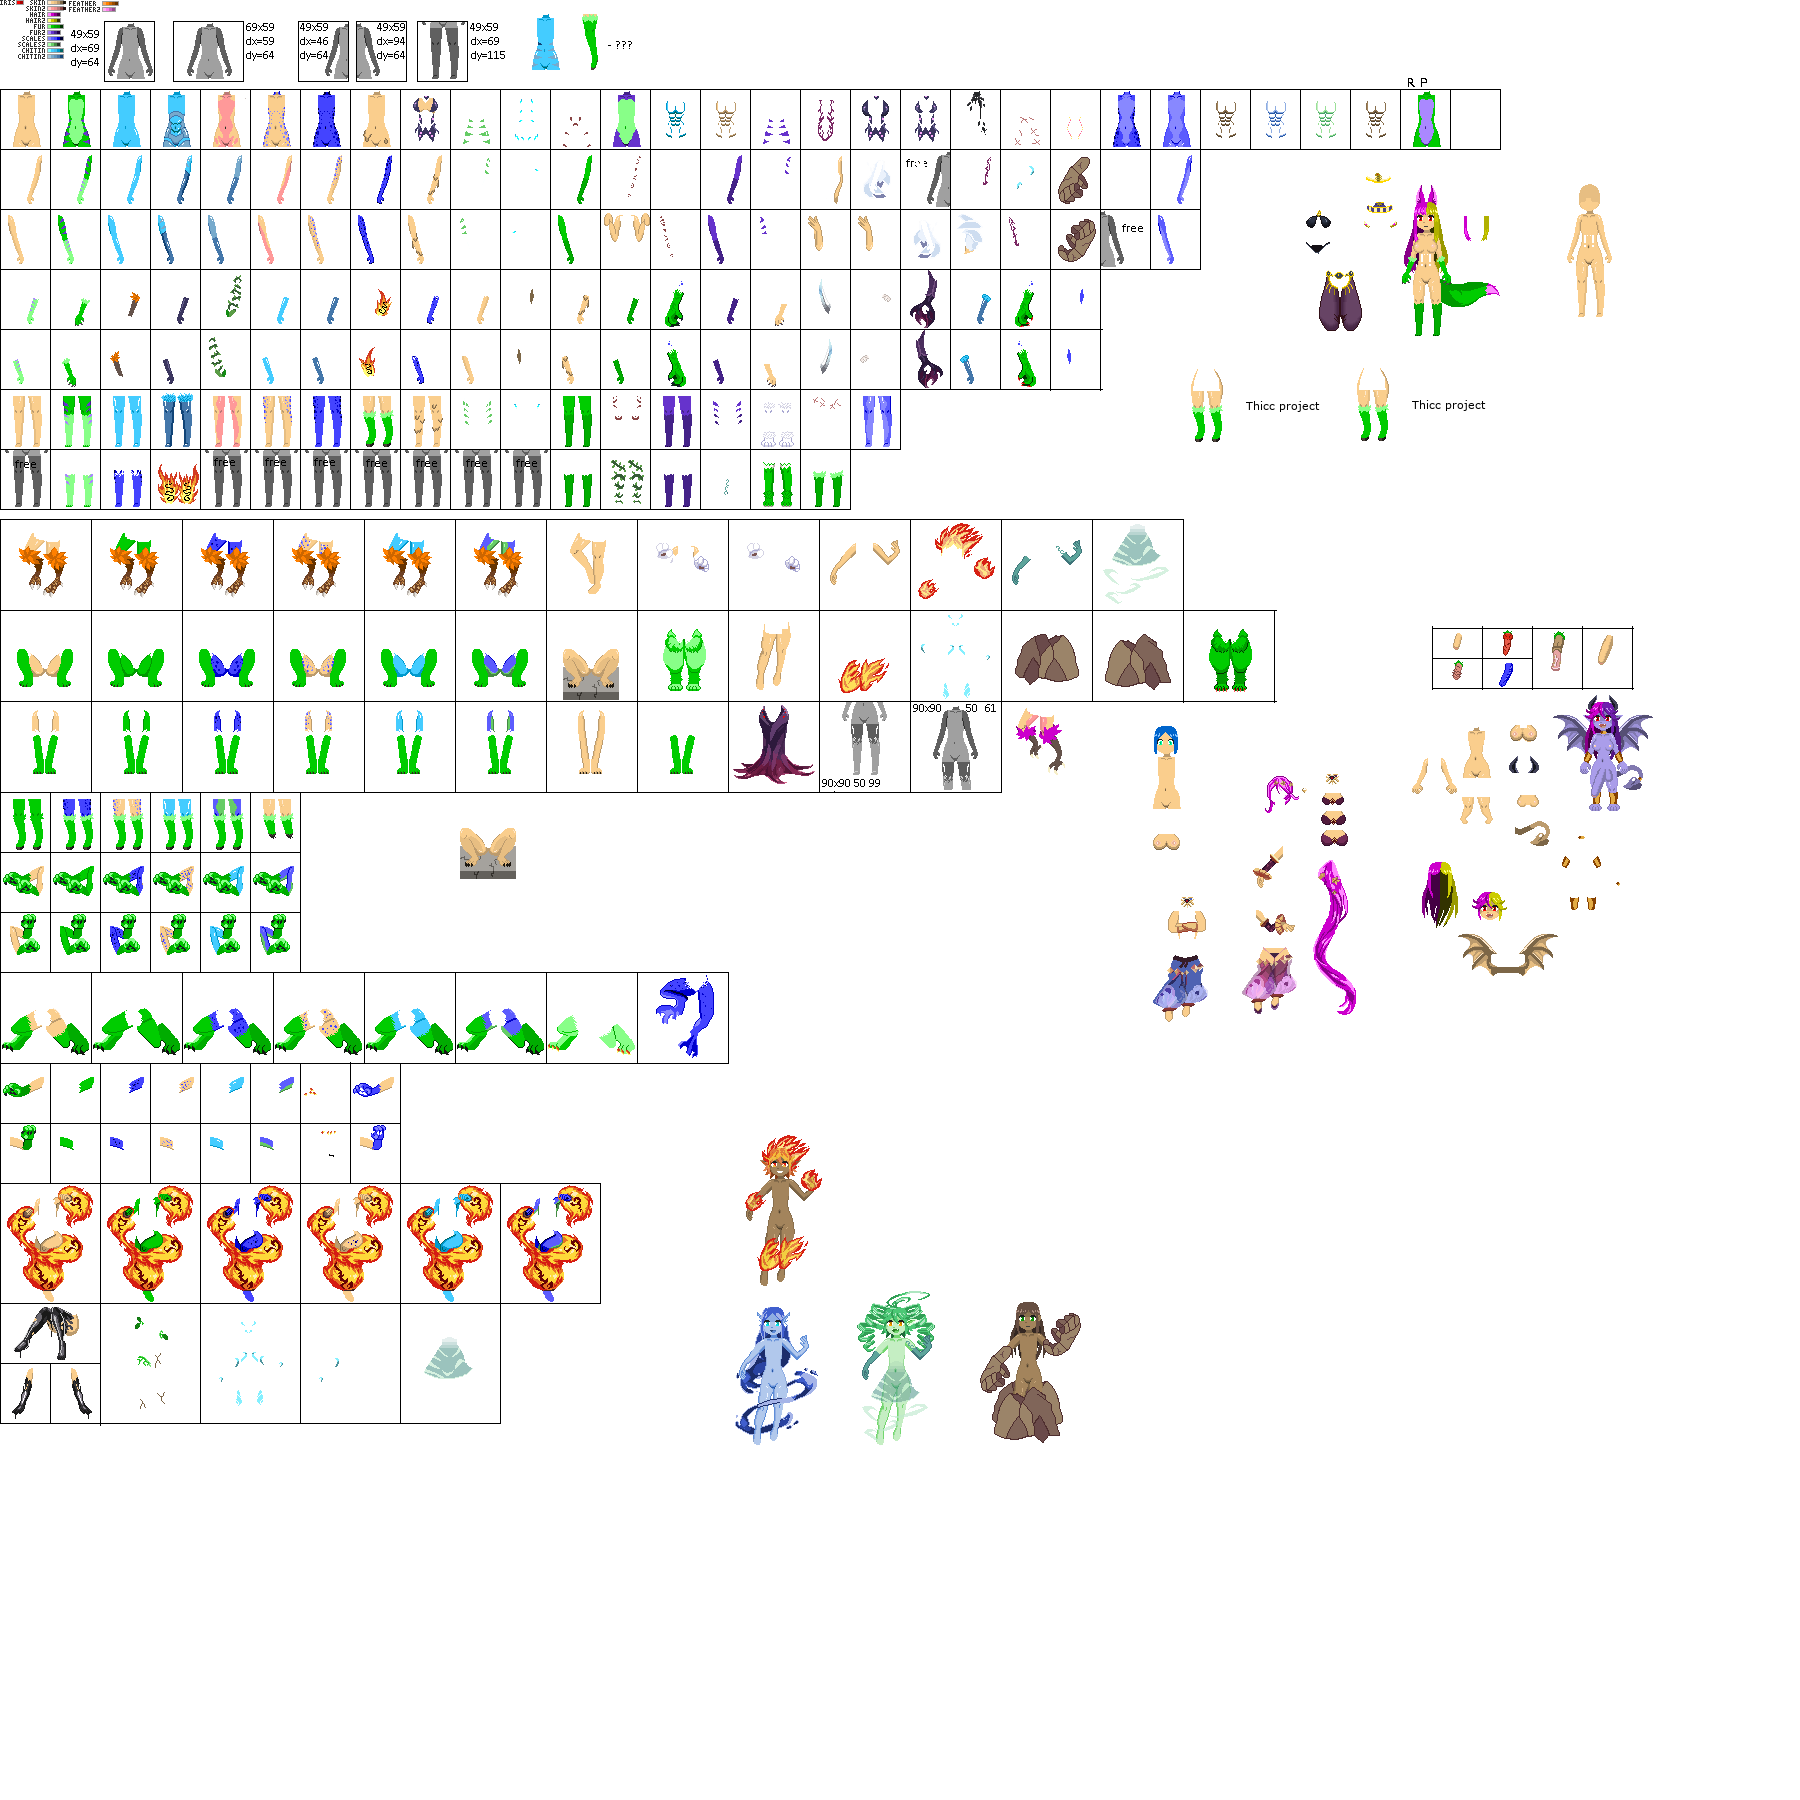 IRIS SKIN FEATHER
SKIN2 FEATHER2
HAIR
HAIR2
FUR
FUR2
SCALES
SCALES2
CHITIN
CHITIN2
49x59
dx=69
dy=64
69x59
dx=59
dy=64
49x59
dx=46
dy=64
49x59
dx=94
dy=64
49x59
dx=69
dy=115
- ???
R P
free
free
Thicc project
Thicc project
free
free
free
free
free
free
free
free
90x90 50 99
90x90 50 61